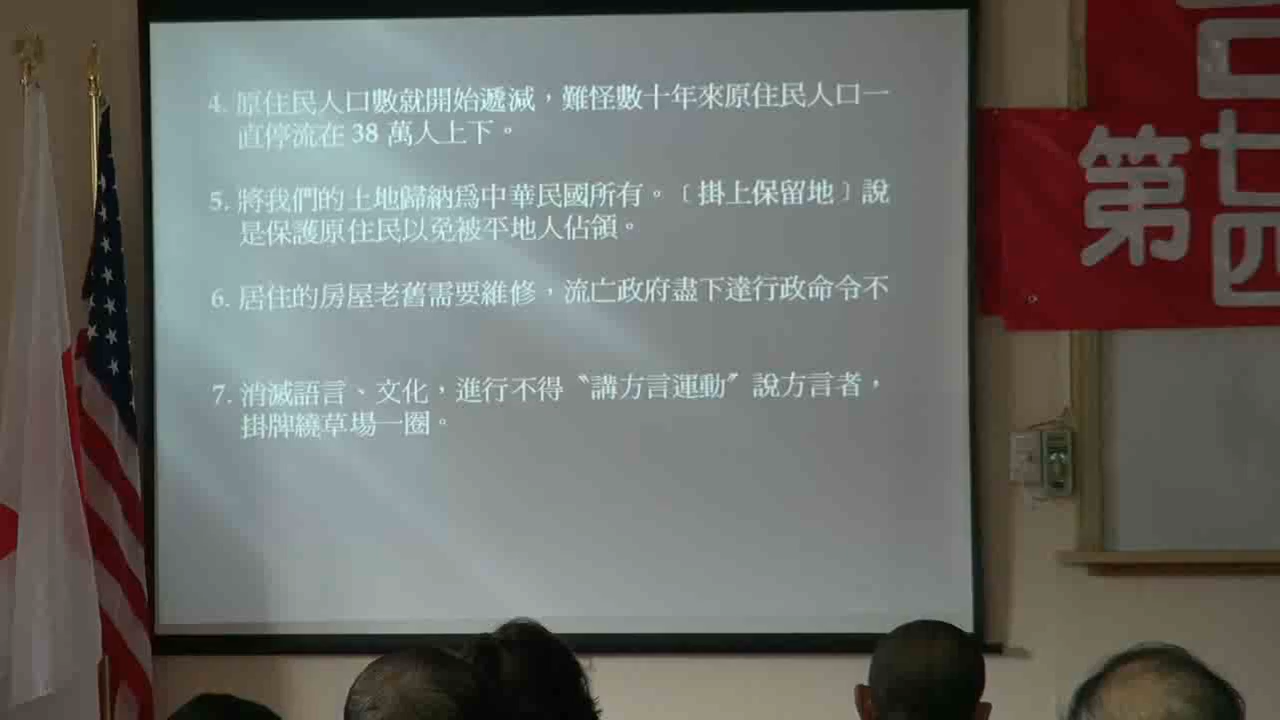 4. 原住民人口數就開始遞減，難怪數十年來原住民人口一
直停流在 38 萬人上下。
5. 將我們的土地歸納為中華民國所有。﹝掛上保留地﹞說
是保護原住民以免被平地人佔領。
6. 居住的房屋老舊需要維修，流亡政府盡下達行政命令不
7. 消滅語言、文化，進行不得〝講方言運動〞說方言者，
掛牌繞草場一圈。
第廿四